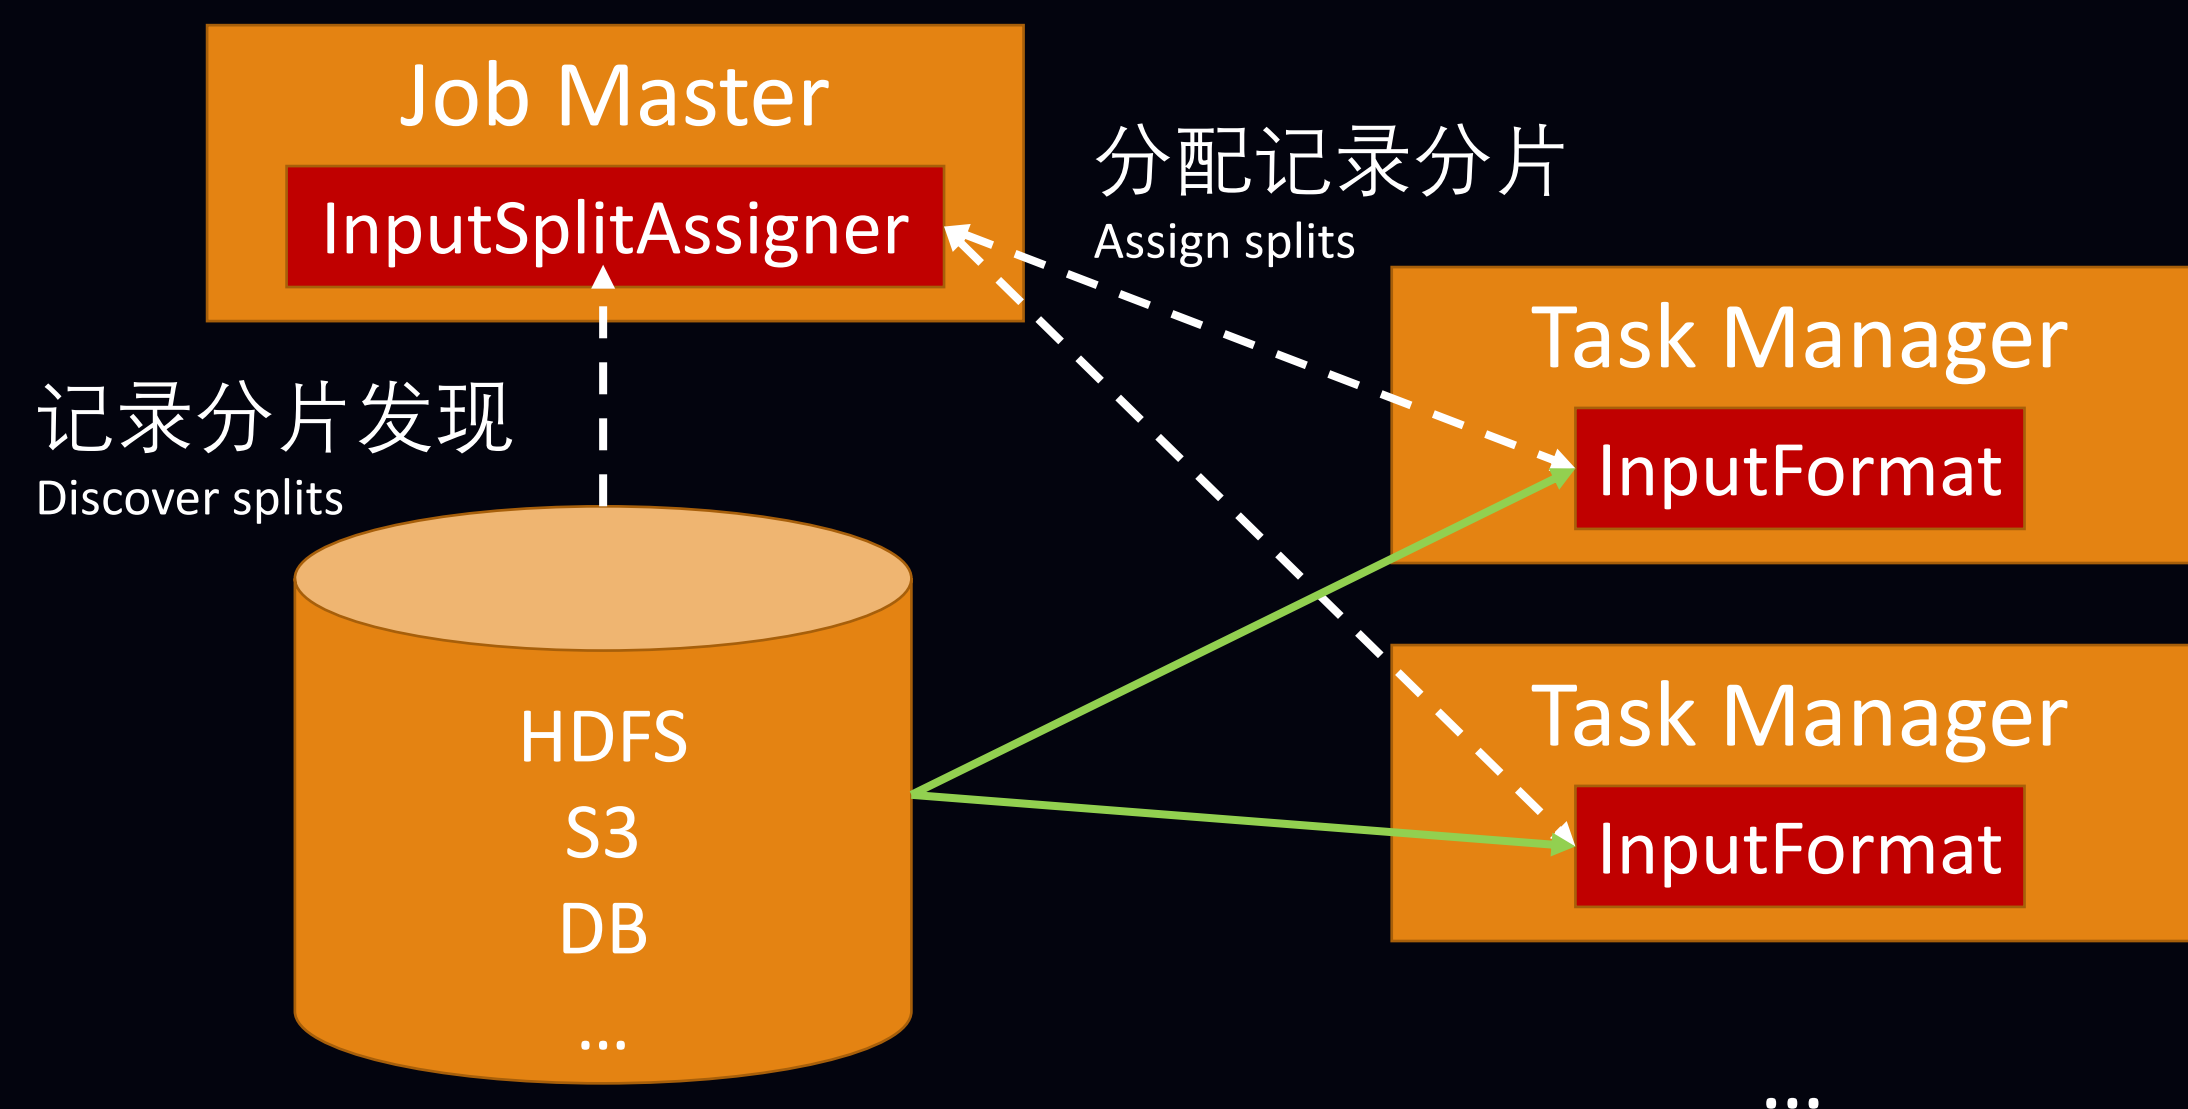 Job Master
InputSplitAssigner
分配记录分片
Assign splits
Task Manager
InputFormat
记录分片发现
Discover splits
HDFS
S3
DB
...
Task Manager
InputFormat
...